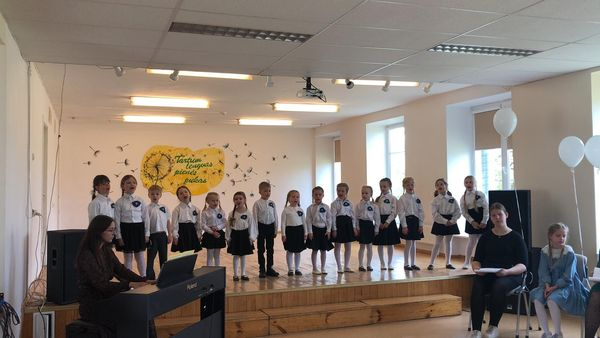 Tartum
lengvas
pienės
pūkas
Roland